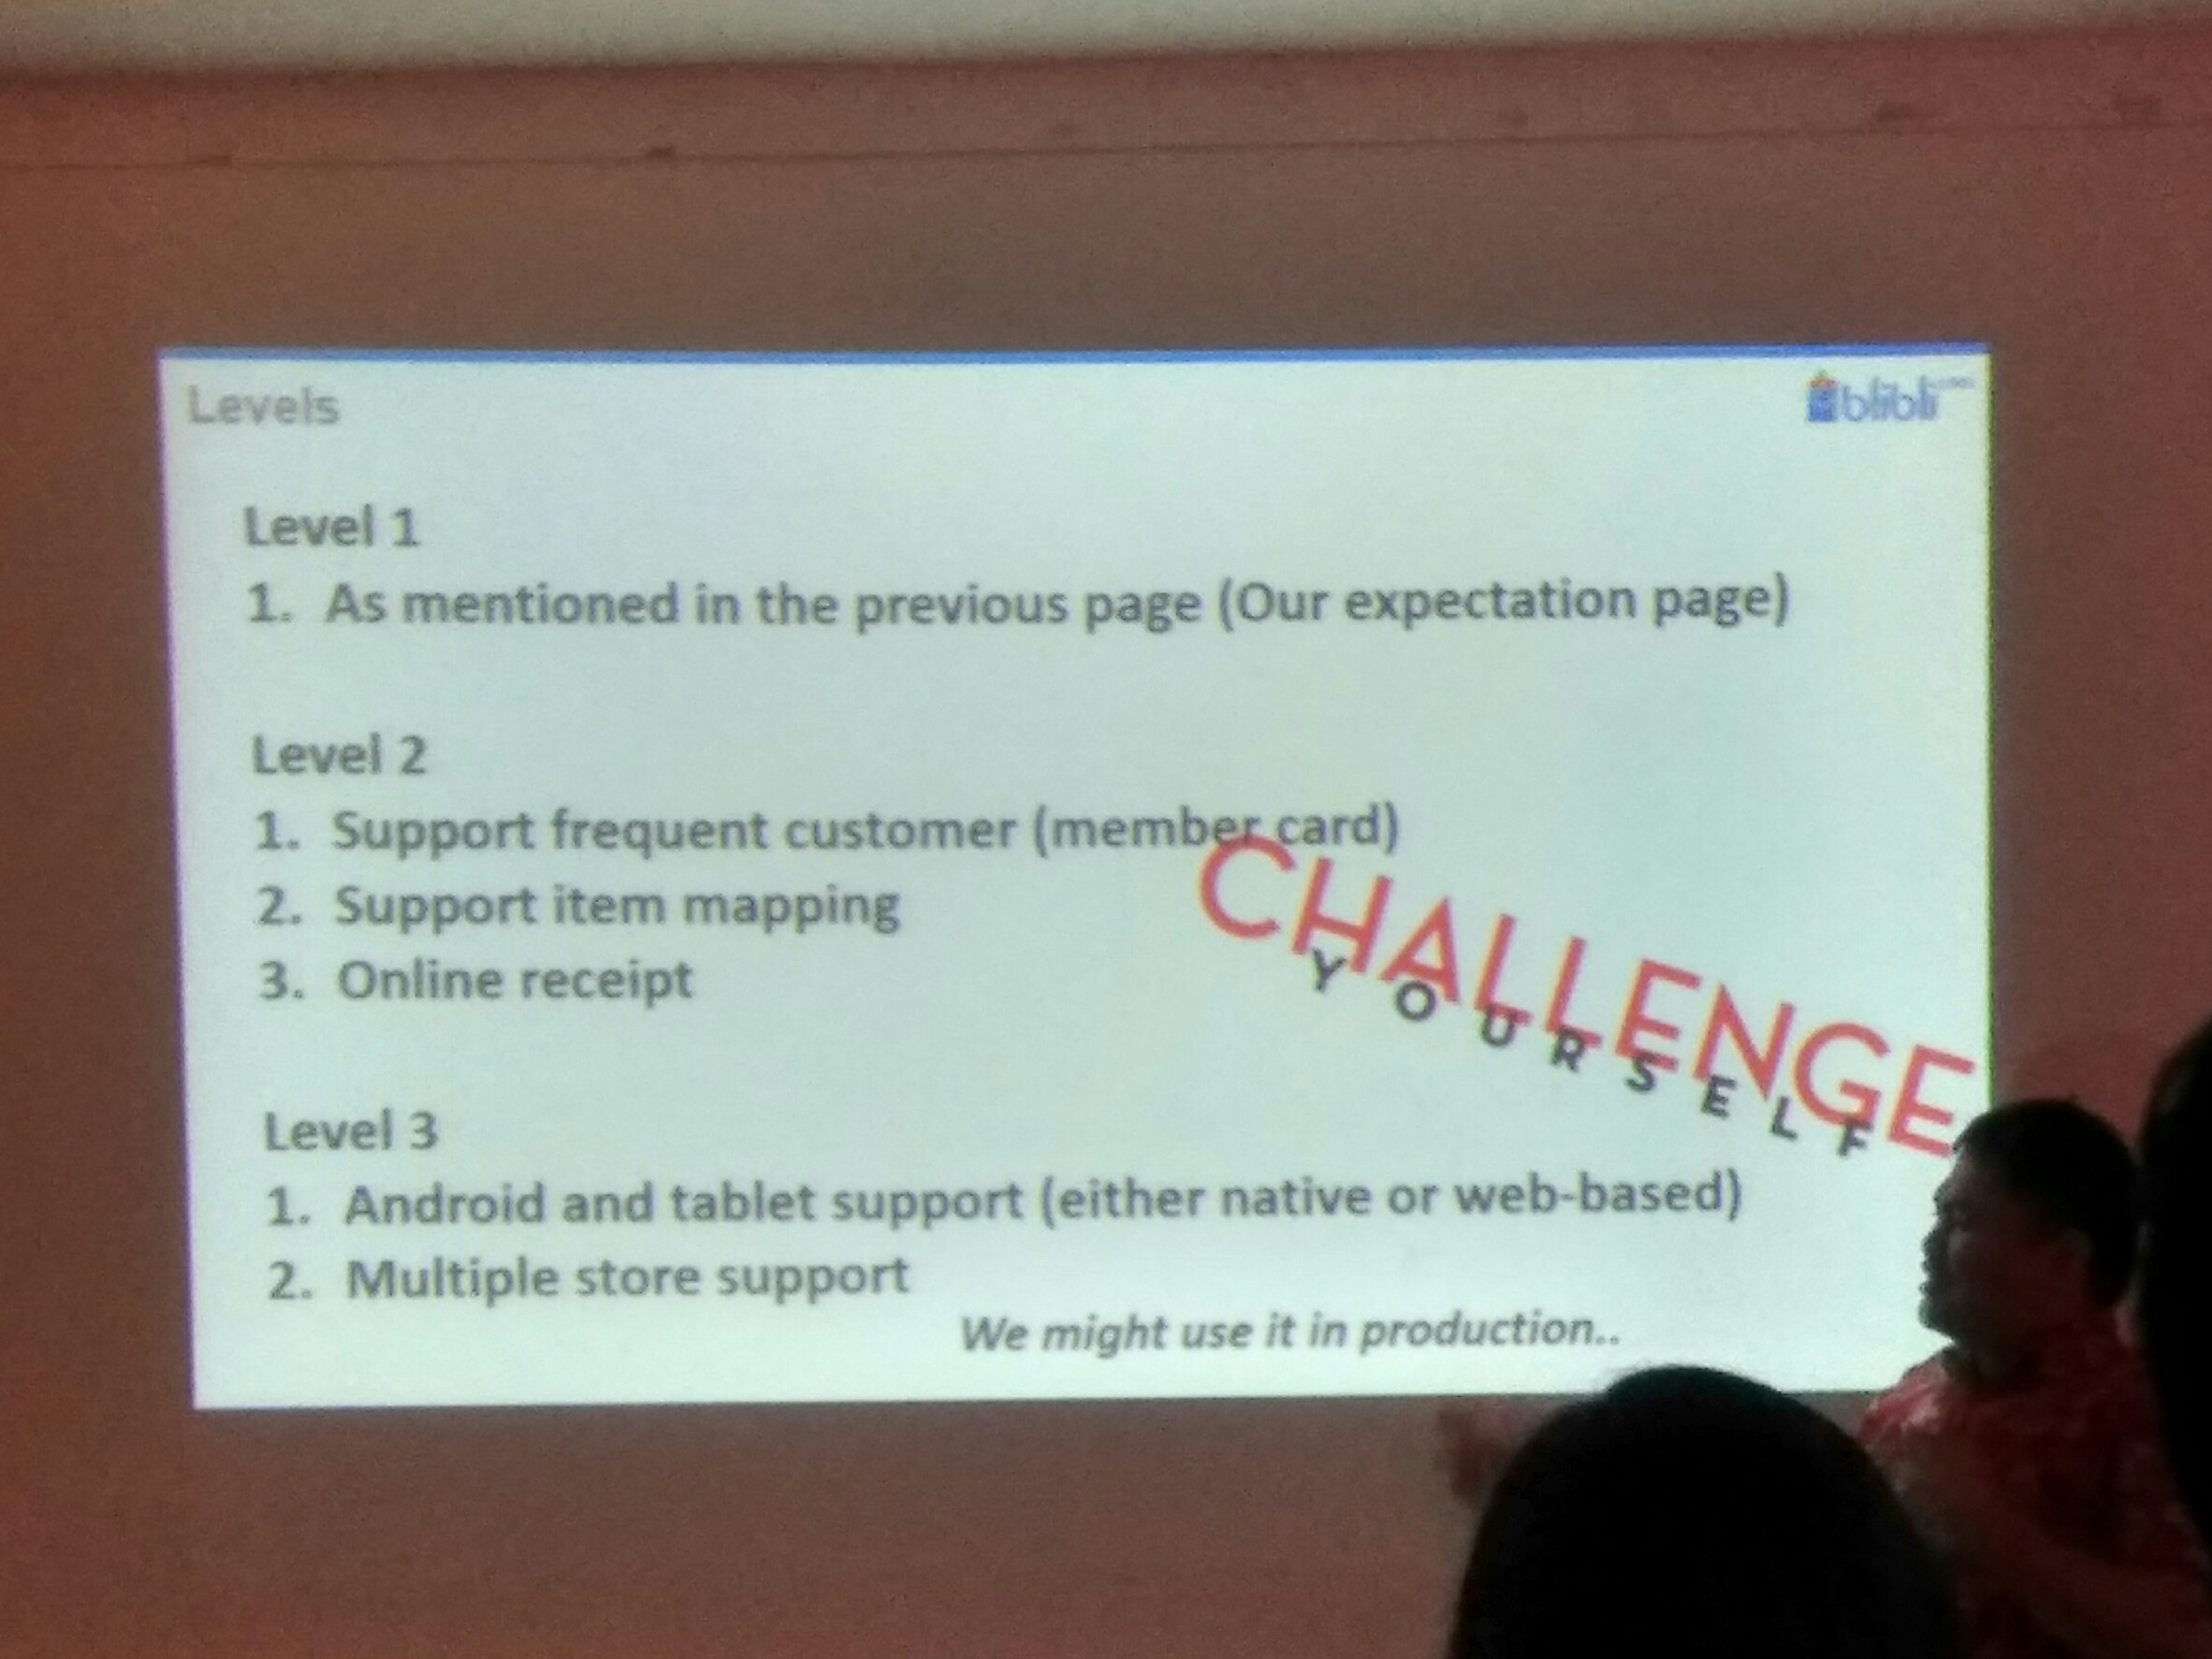 Levels
blibli
Level 1
1. As mentioned in the previous page (Our expectation page)
Level 2
1. Support frequent customer (member card)
2. Support item mapping
3. Online receipt
CHALLENGE
YOURSELF
Level 3
1. Android and tablet support (either native or web-based)
2. Multiple store support
We might use it in production..